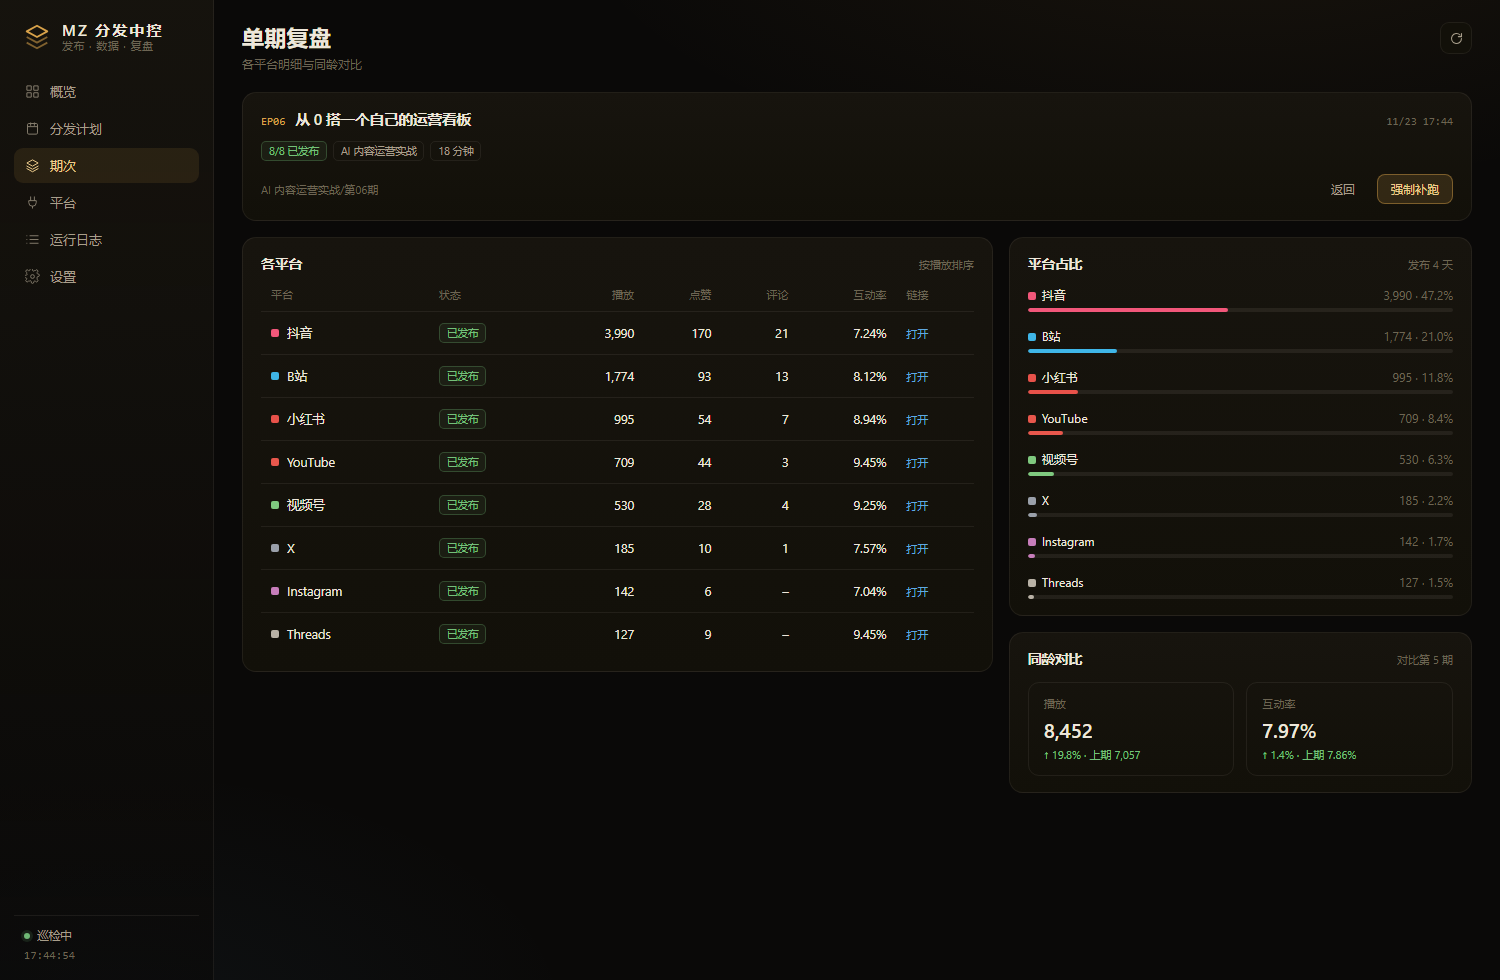 MZ 分发中控
发布 · 数据 · 复盘
概览
分发计划
期次
平台
运行日志
设置
巡检中
17:44:54
单期复盘
各平台明细与同龄对比
EP06 从 0 搭一个自己的运营看板 11/23 17:44
8/8 已发布 AI 内容运营实战 18 分钟
AI 内容运营实战/第06期 返回 强制补跑
各平台 按播放排序
平台 状态 播放 点赞 评论 互动率 链接
抖音 已发布 3,990 170 21 7.24% 打开
B站 已发布 1,774 93 13 8.12% 打开
小红书 已发布 995 54 7 8.94% 打开
YouTube 已发布 709 44 3 9.45% 打开
视频号 已发布 530 28 4 9.25% 打开
X 已发布 185 10 1 7.57% 打开
Instagram 已发布 142 6 – 7.04% 打开
Threads 已发布 127 9 – 9.45% 打开
平台占比 发布 4 天
抖音 3,990 · 47.2%
B站 1,774 · 21.0%
小红书 995 · 11.8%
YouTube 709 · 8.4%
视频号 530 · 6.3%
X 185 · 2.2%
Instagram 142 · 1.7%
Threads 127 · 1.5%
同龄对比 对比第 5 期
播放
8,452
↑ 19.8% · 上期 7,057
互动率
7.97%
↑ 1.4% · 上期 7.86%